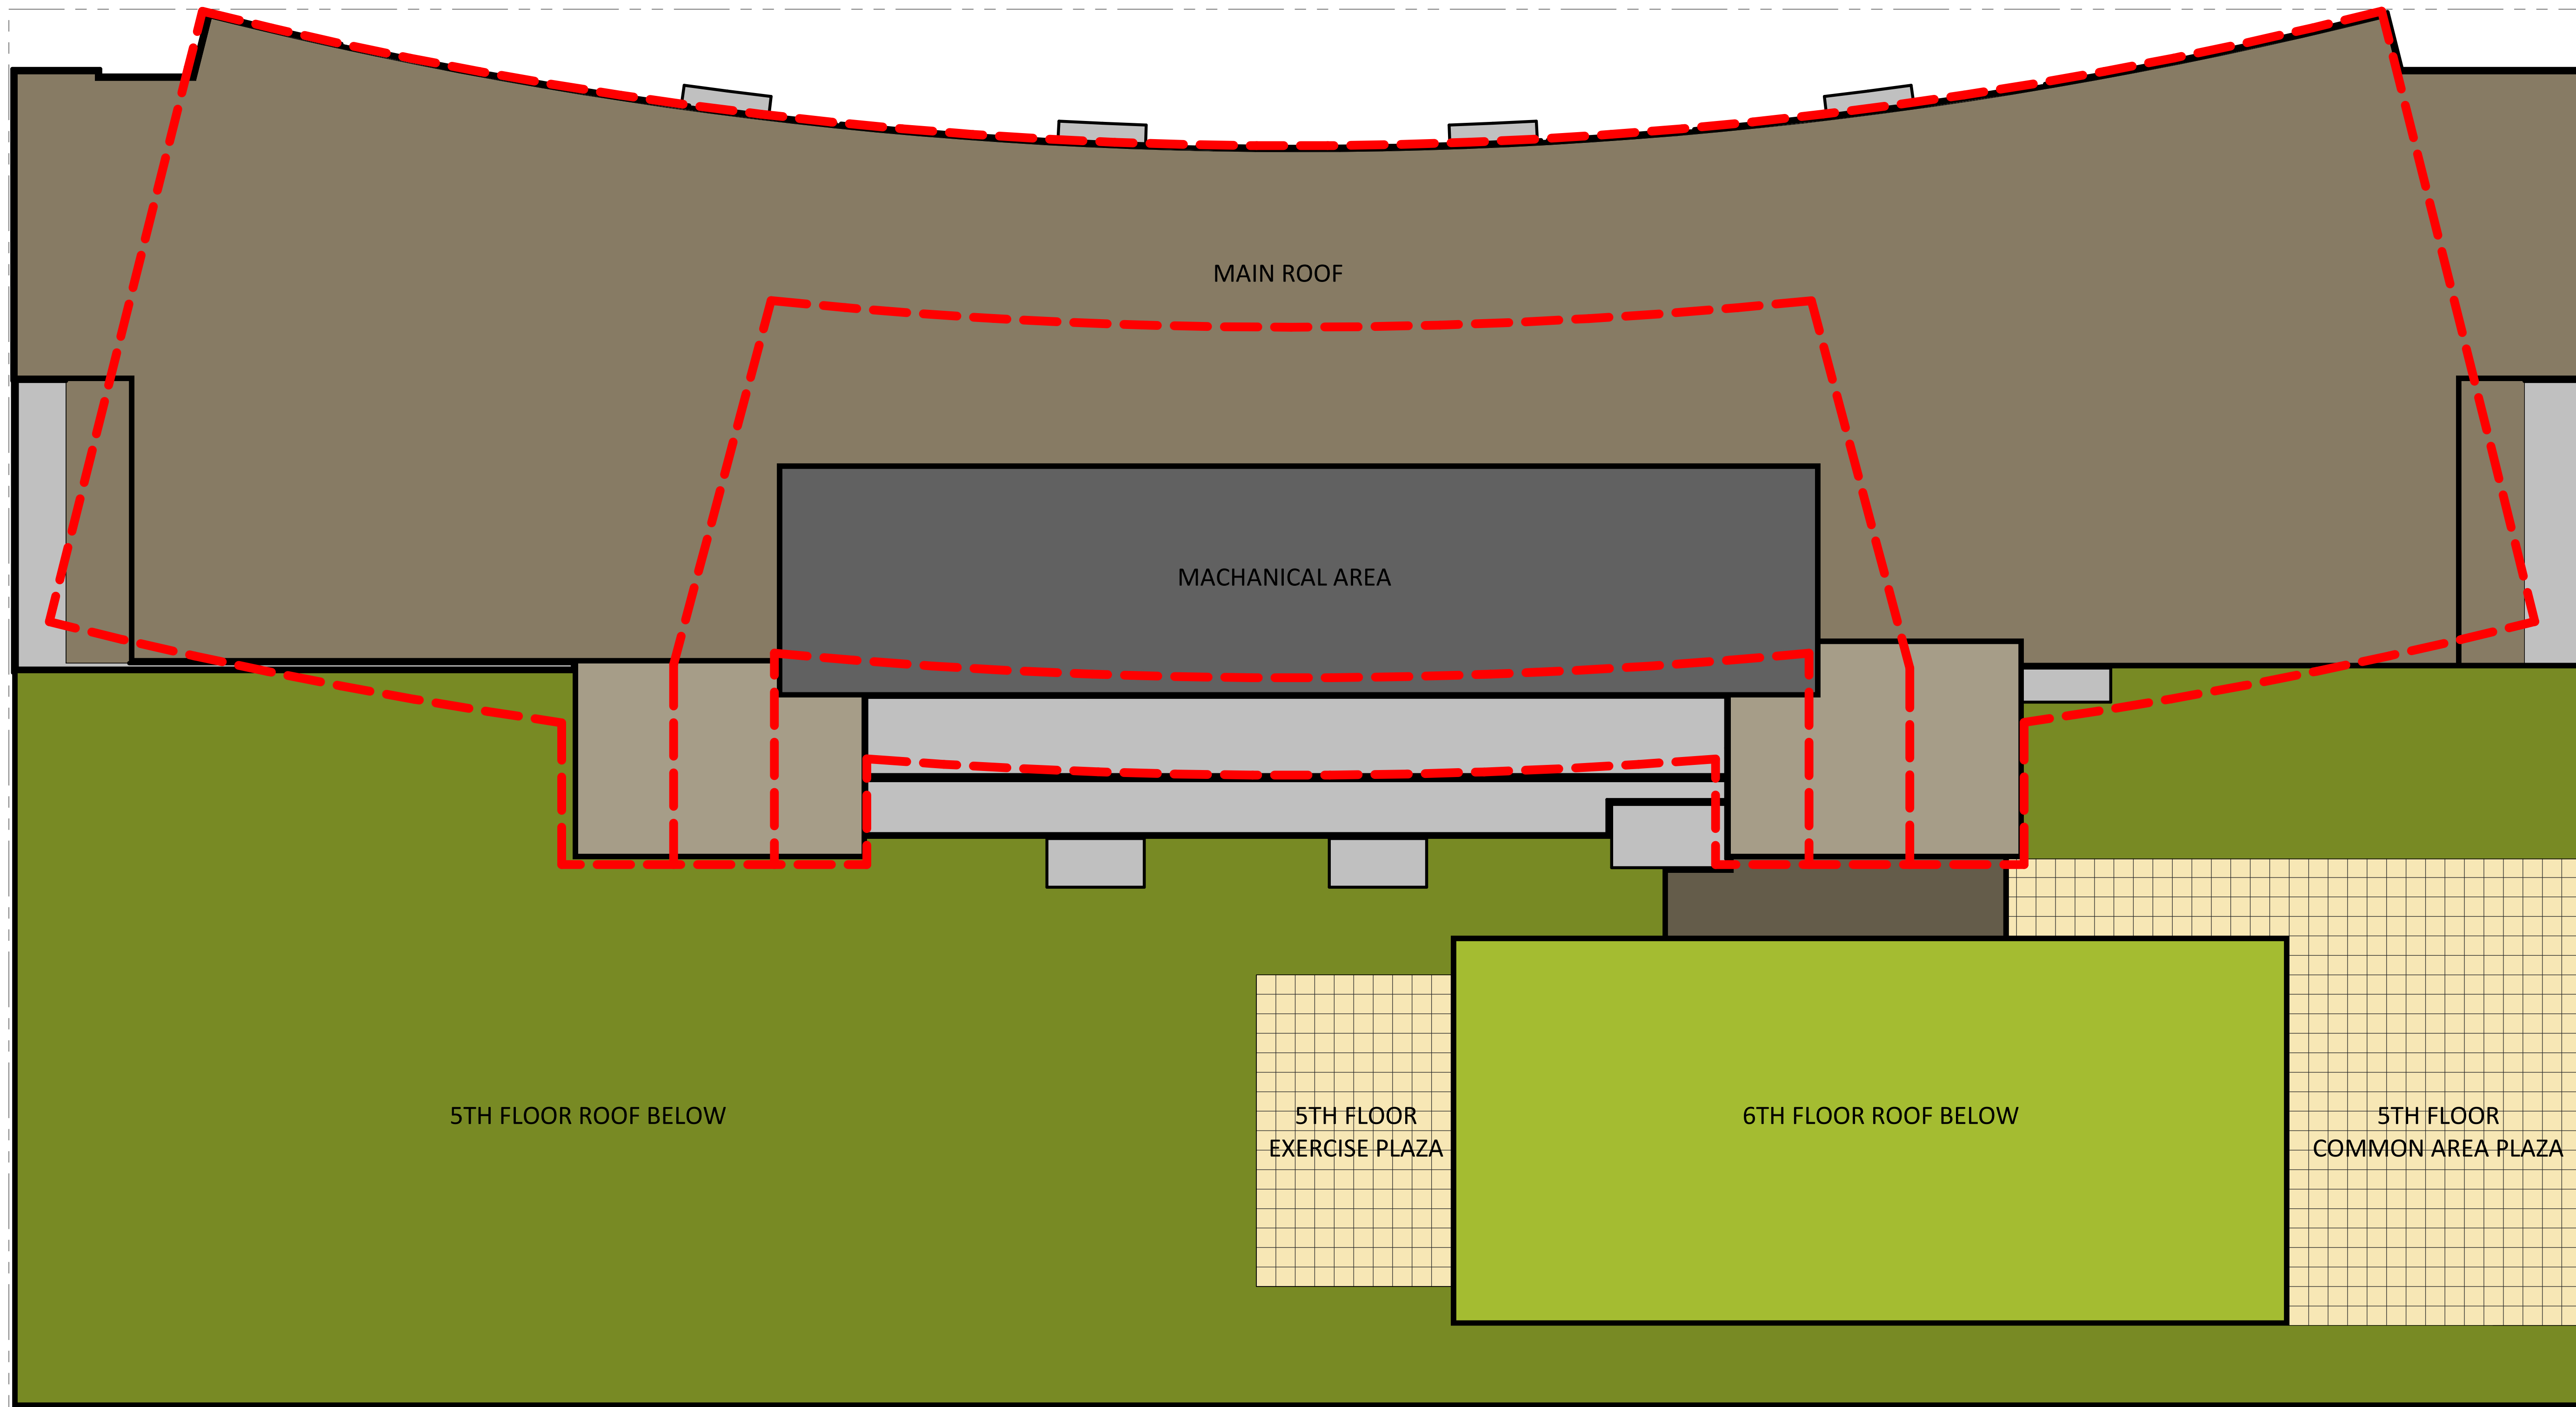 MAIN ROOF
MACHANICAL AREA
5TH FLOOR ROOF BELOW
5TH FLOOR
EXERCISE PLAZA
6TH FLOOR ROOF BELOW
5TH FLOOR
COMMON AREA PLAZA